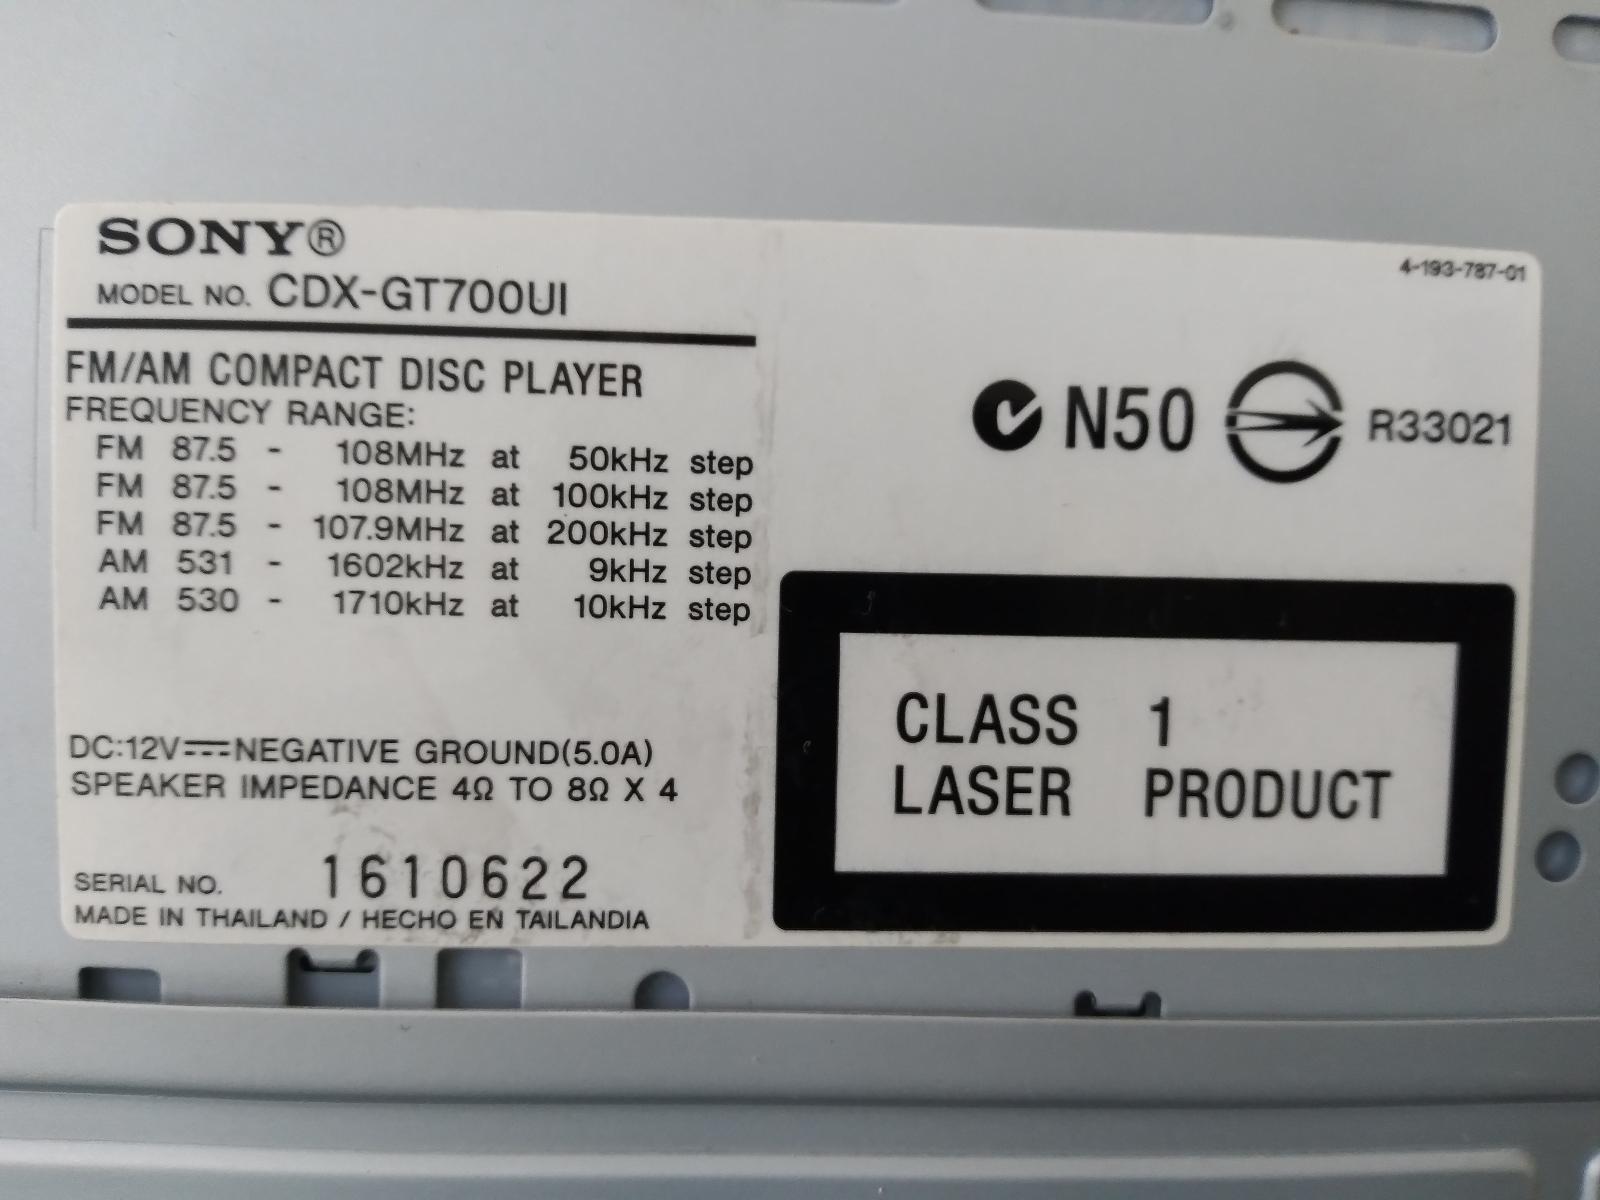 SONY®
MODEL NO. CDX-GT700UI
4-193-787-01
FM/AM COMPACT DISC PLAYER
FREQUENCY RANGE:
FM 87.5 - 108MHz at 50kHz step
FM 87.5 - 108MHz at 100kHz step
FM 87.5 - 107.9MHz at 200kHz step
AM 531 - 1602kHz at 9kHz step
AM 530 - 1710kHz at 10kHz step
DC:12V⎓NEGATIVE GROUND(5.0A)
SPEAKER IMPEDANCE 4Ω TO 8Ω X 4
SERIAL NO. 1610622
MADE IN THAILAND / HECHO EN TAILANDIA
N50 R33021
CLASS 1
LASER PRODUCT